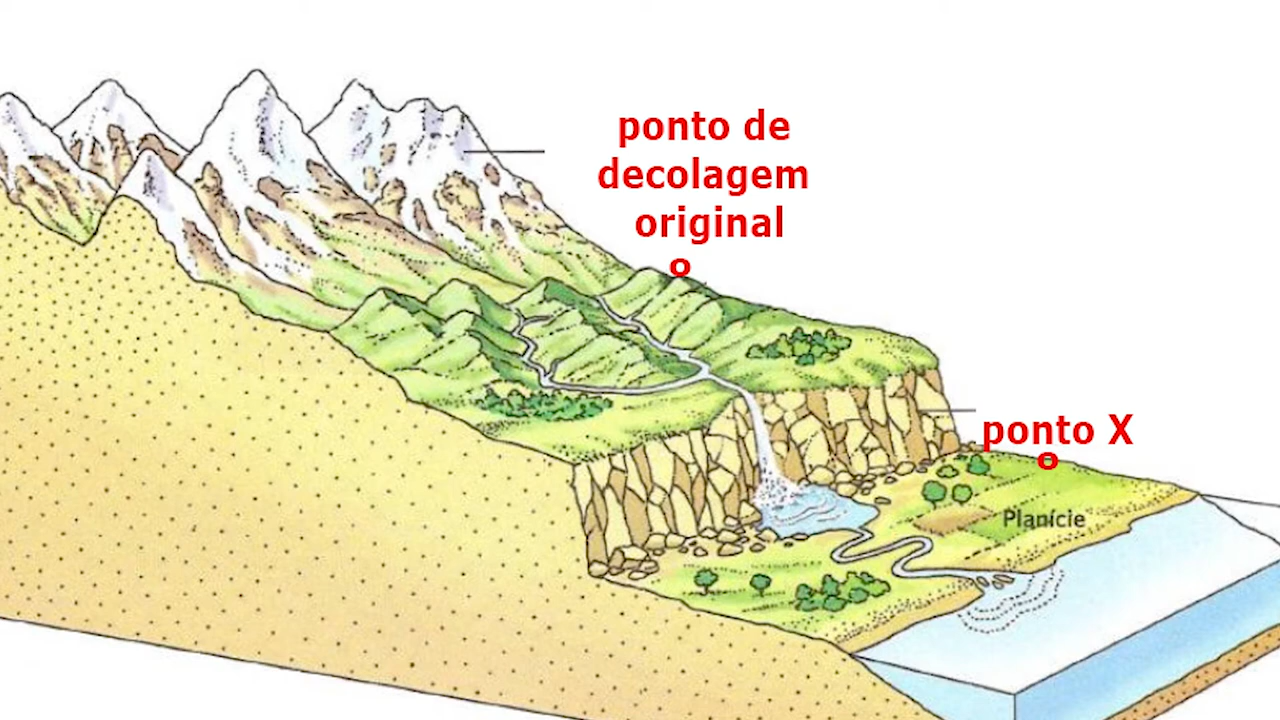 ponto de
decolagem
original
o
ponto X
o
Planície